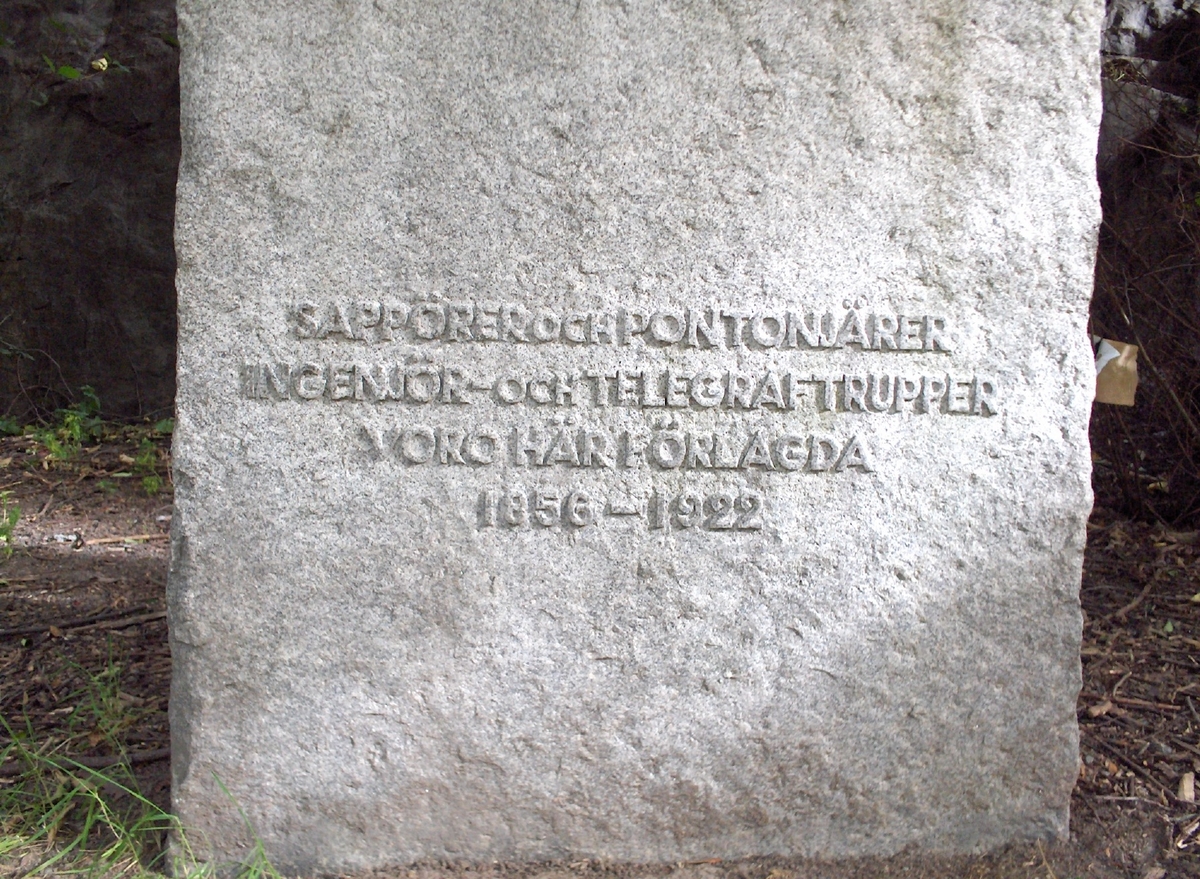 SAPPÖRER OCH PONTONJÄRER
INGENJÖR- OCH TELEGRAFTRUPPER
VORO HÄR FÖRLAGDA
1856-1922